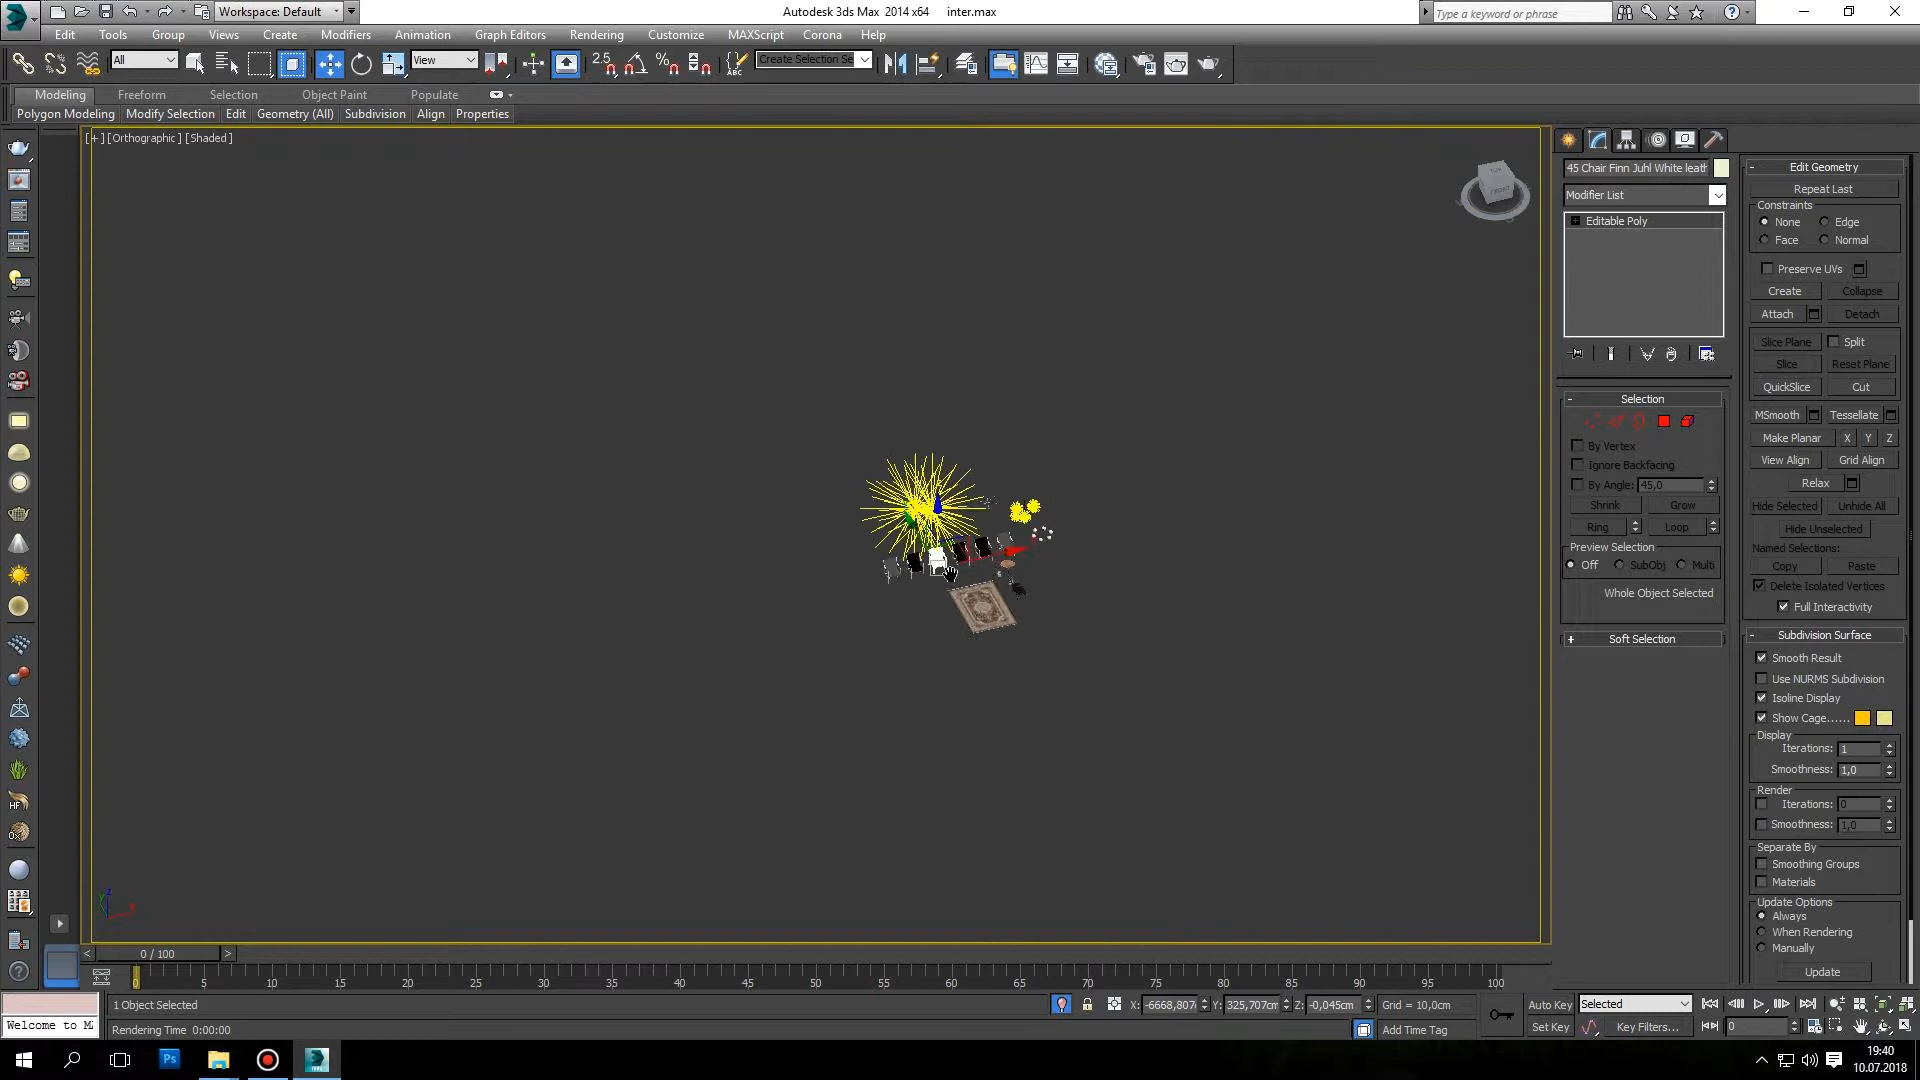 Workspace: Default
Autodesk 3ds Max 2014 x64 inter.max
Type a keyword or phrase
Edit Tools Group Views Create Modifiers Animation Graph Editors Rendering Customize MAXScript Corona Help
All
View
2.5
ABC
Create Selection Se
Modeling Freeform Selection Object Paint Populate
Polygon Modeling Modify Selection Edit Geometry (All) Subdivision Align Properties
[+] [Orthographic] [Shaded]
FRONT
45 Chair Finn Juhl White leath
Modifier List
Editable Poly
Selection
By Vertex
Ignore Backfacing
By Angle: 45,0
Shrink Grow
Ring Loop
Preview Selection
Off SubObj Multi
Whole Object Selected
Soft Selection
Edit Geometry
Repeat Last
Constraints
None Edge
Face Normal
Preserve UVs
Create Collapse
Attach Detach
Slice Plane Split
Slice Reset Plane
QuickSlice Cut
MSmooth Tessellate
Make Planar X Y Z
View Align Grid Align
Relax
Hide Selected Unhide All
Hide Unselected
Named Selections:
Copy Paste
Delete Isolated Vertices
Full Interactivity
Subdivision Surface
Smooth Result
Use NURMS Subdivision
Isoline Display
Show Cage......
Display
Iterations: 1
Smoothness: 1,0
Render
Iterations: 0
Smoothness: 1,0
Separate By
Smoothing Groups
Materials
Update Options
Always
When Rendering
Manually
Update
HF
0 / 100
0 5 10 15 20 25 30 35 40 45 50 55 60 65 70 75 80 85 90 95 100
1 Object Selected
X: -6668,807 Y: 325,707cm Z: -0,045cm Grid = 10,0cm
Auto Key Selected
Welcome to M
Rendering Time 0:00:00
Add Time Tag
Set Key Key Filters... 0
Ps
19:40
10.07.2018